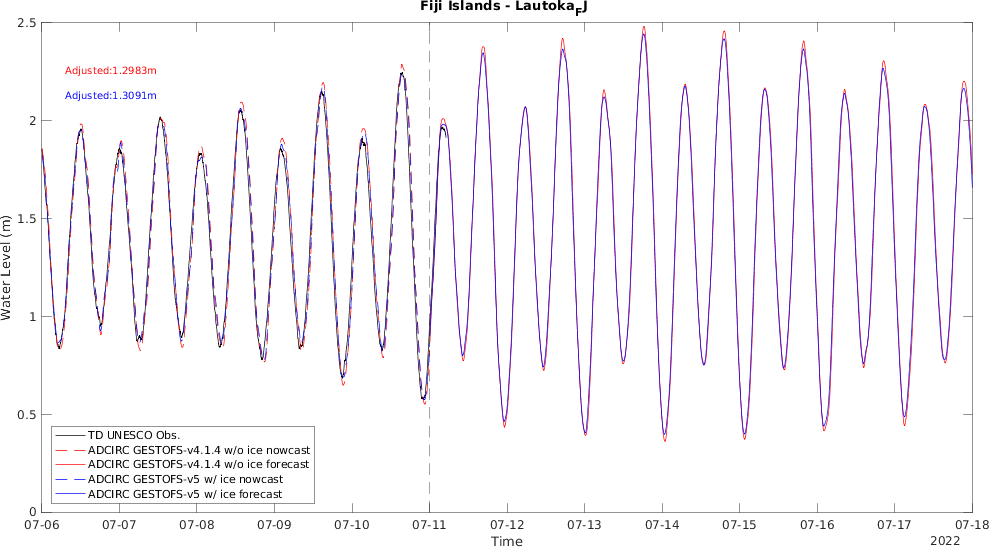 Fiji Islands - Lautoka_FJ
2.5
Adjusted:1.2983m
Adjusted:1.3091m
2
1.5
Water Level (m)
1
0.5
TD UNESCO Obs.
ADCIRC GESTOFS-v4.1.4 w/o ice nowcast
ADCIRC GESTOFS-v4.1.4 w/o ice forecast
ADCIRC GESTOFS-v5 w/ ice nowcast
ADCIRC GESTOFS-v5 w/ ice forecast
0
07-06 07-07 07-08 07-09 07-10 07-11 07-12 07-13 07-14 07-15 07-16 07-17 07-18
Time
2022